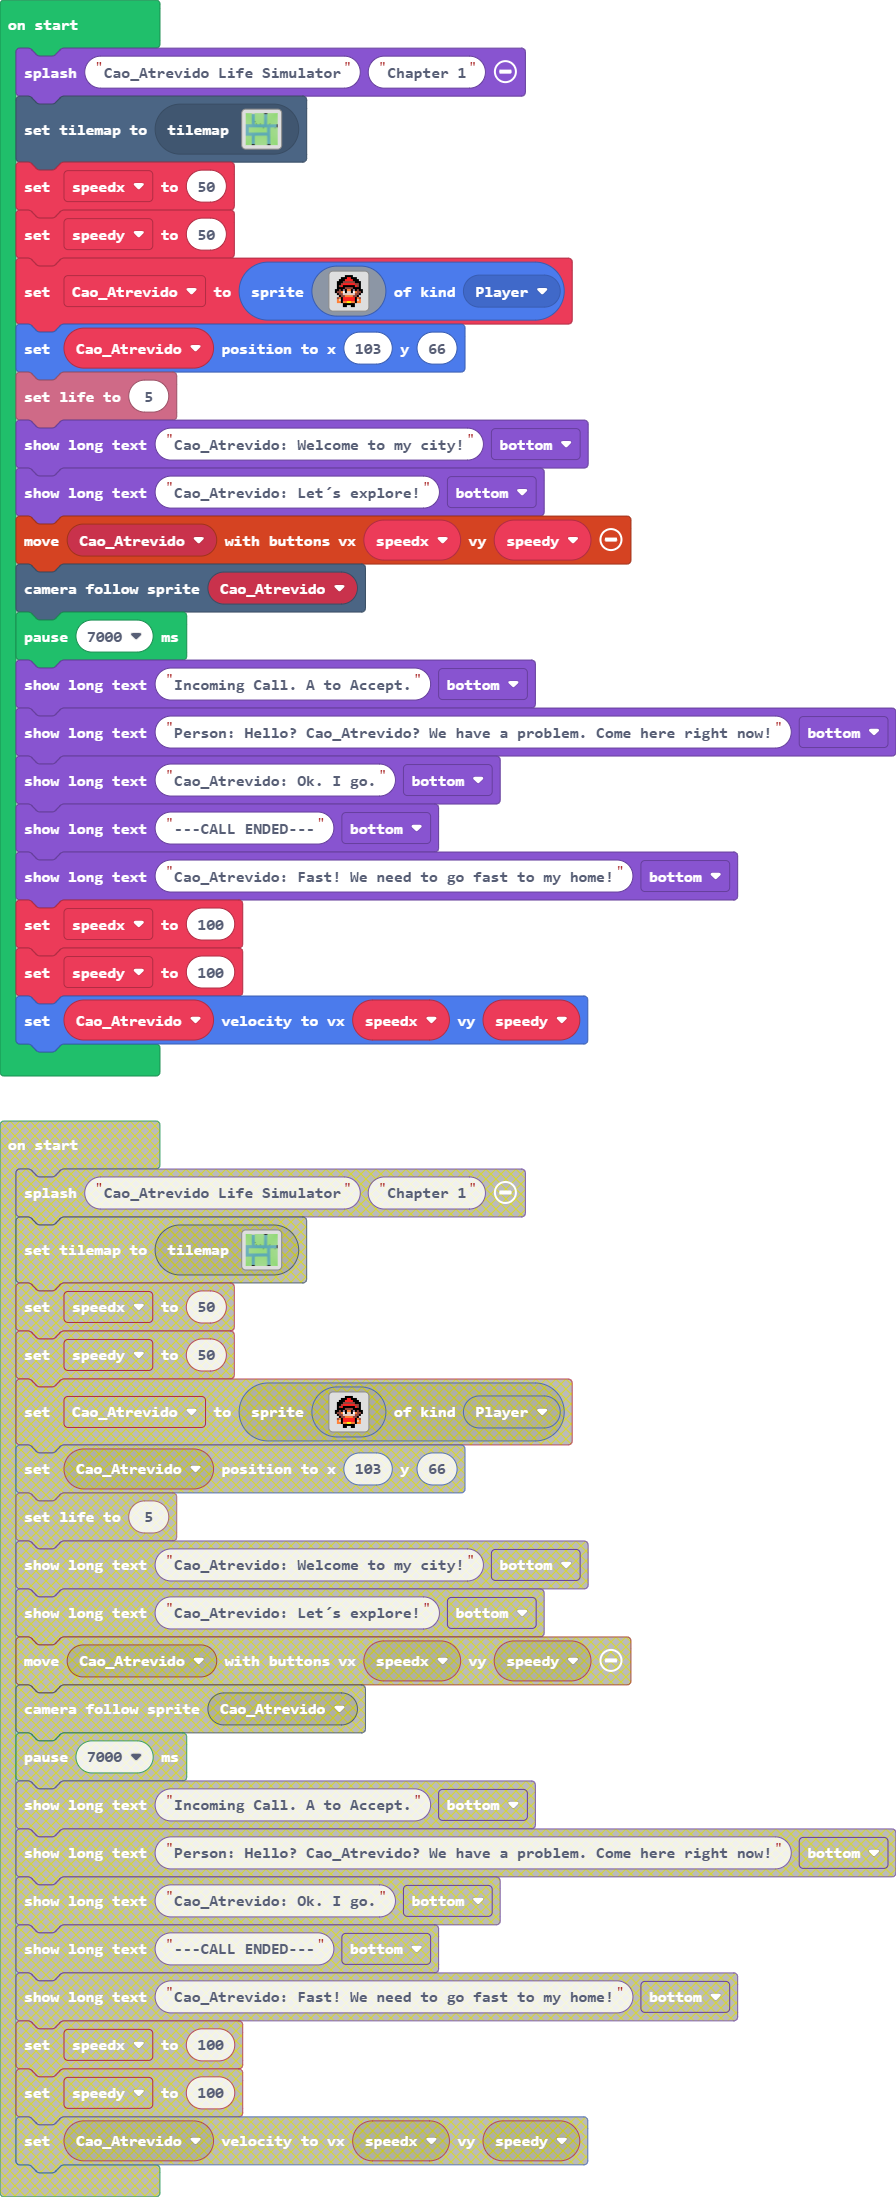 on start
splash "Cao_Atrevido Life Simulator" "Chapter 1"
set tilemap to tilemap
set speedx to 50
set speedy to 50
set Cao_Atrevido to sprite of kind Player
set Cao_Atrevido position to x 103 y 66
set life to 5
show long text "Cao_Atrevido: Welcome to my city!" bottom
show long text "Cao_Atrevido: Let´s explore!" bottom
move Cao_Atrevido with buttons vx speedx vy speedy
camera follow sprite Cao_Atrevido
pause 7000 ms
show long text "Incoming Call. A to Accept." bottom
show long text "Person: Hello? Cao_Atrevido? We have a problem. Come here right now!" bottom
show long text "Cao_Atrevido: Ok. I go." bottom
show long text "---CALL ENDED---" bottom
show long text "Cao_Atrevido: Fast! We need to go fast to my home!" bottom
set speedx to 100
set speedy to 100
set Cao_Atrevido velocity to vx speedx vy speedy
on start
splash "Cao_Atrevido Life Simulator" "Chapter 1"
set tilemap to tilemap
set speedx to 50
set speedy to 50
set Cao_Atrevido to sprite of kind Player
set Cao_Atrevido position to x 103 y 66
set life to 5
show long text "Cao_Atrevido: Welcome to my city!" bottom
show long text "Cao_Atrevido: Let´s explore!" bottom
move Cao_Atrevido with buttons vx speedx vy speedy
camera follow sprite Cao_Atrevido
pause 7000 ms
show long text "Incoming Call. A to Accept." bottom
show long text "Person: Hello? Cao_Atrevido? We have a problem. Come here right now!" bottom
show long text "Cao_Atrevido: Ok. I go." bottom
show long text "---CALL ENDED---" bottom
show long text "Cao_Atrevido: Fast! We need to go fast to my home!" bottom
set speedx to 100
set speedy to 100
set Cao_Atrevido velocity to vx speedx vy speedy